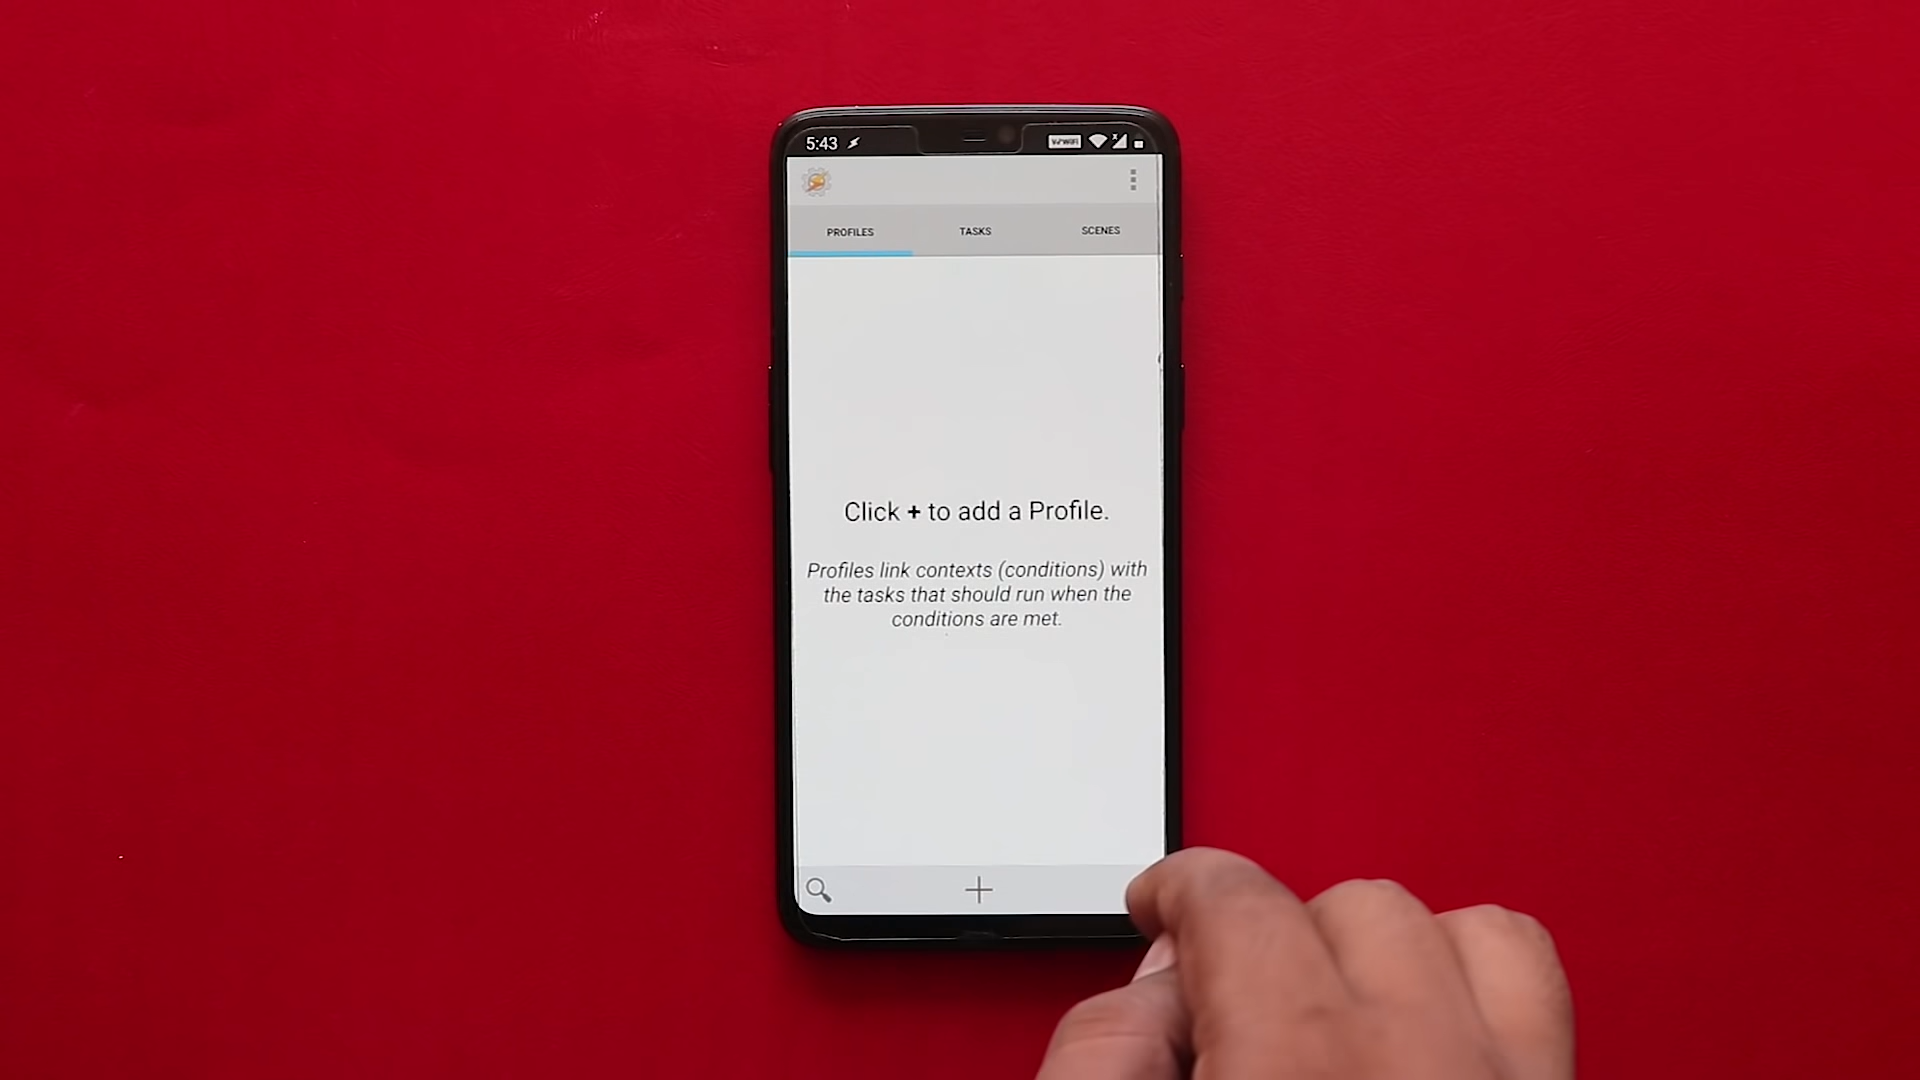 5:43
VoWiFi
PROFILES TASKS SCENES
Click + to add a Profile.
Profiles link contexts (conditions) with
the tasks that should run when the
conditions are met.